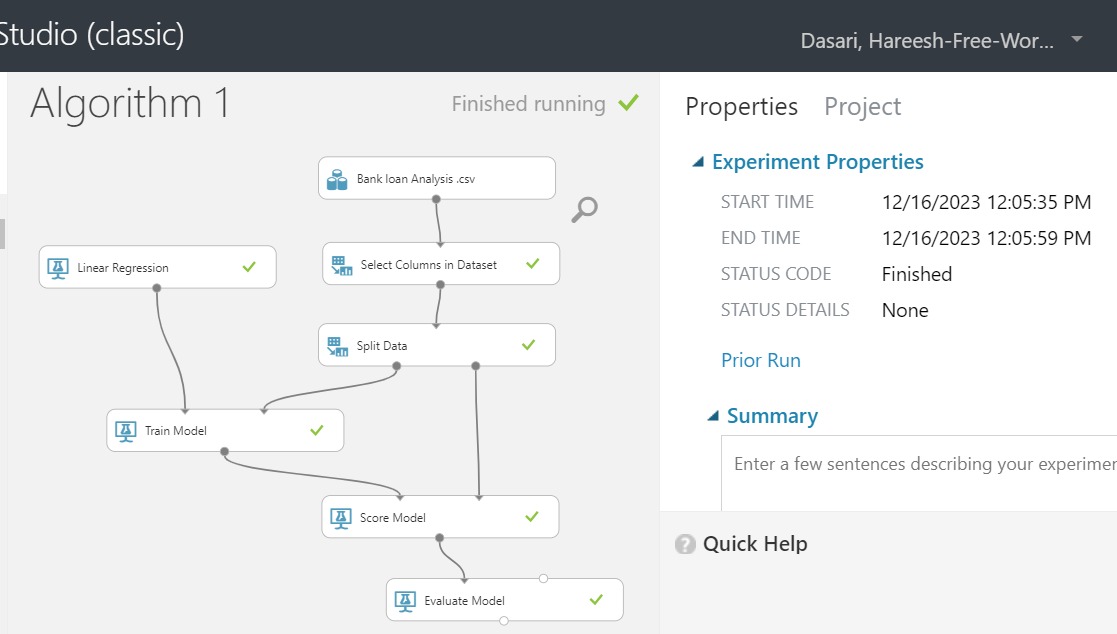 Studio (classic)
Dasari, Hareesh-Free-Wor...
Algorithm 1
Finished running
Bank loan Analysis .csv
Linear Regression
Select Columns in Dataset
Split Data
Train Model
Score Model
Evaluate Model
Properties
Project
Experiment Properties
START TIME 12/16/2023 12:05:35 PM
END TIME 12/16/2023 12:05:59 PM
STATUS CODE Finished
STATUS DETAILS None
Prior Run
Summary
Enter a few sentences describing your experimen
? Quick Help